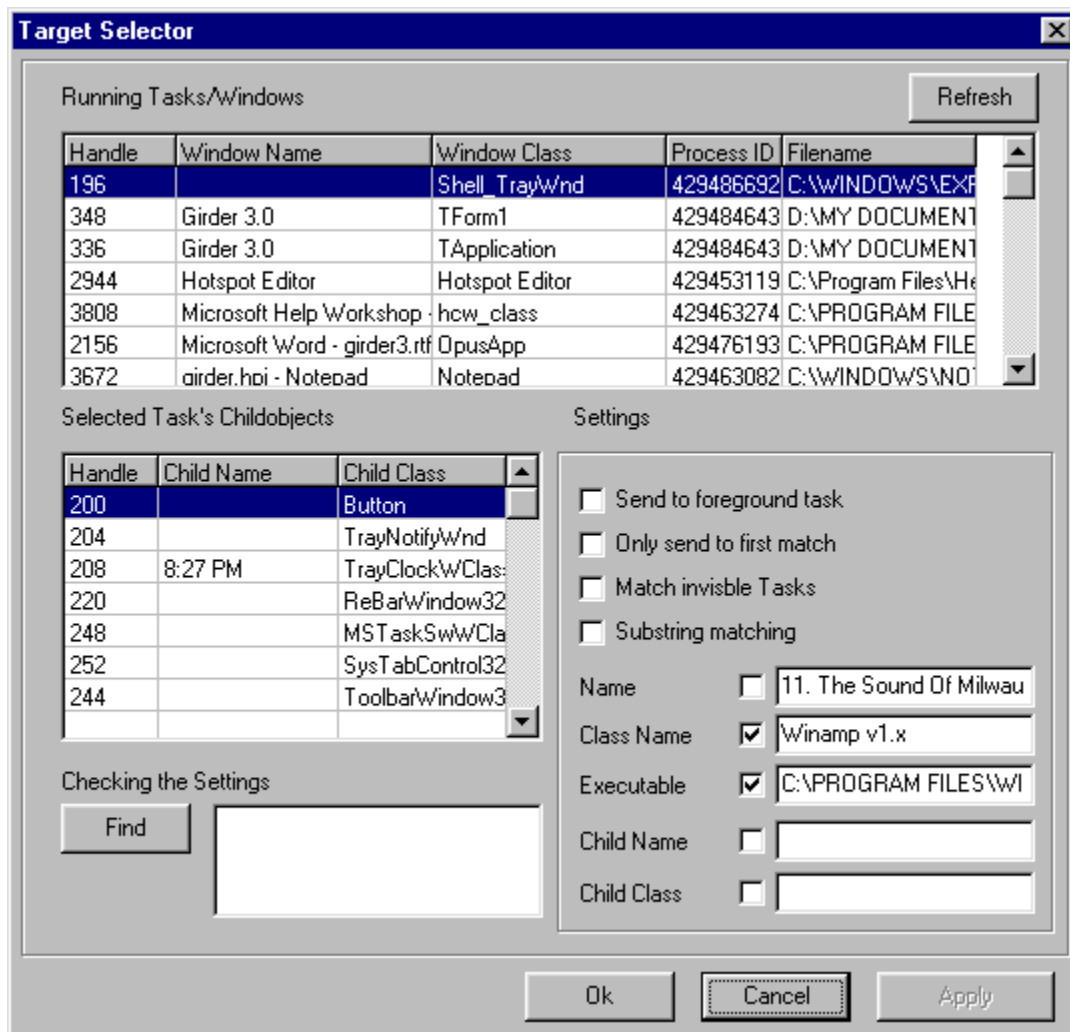 Target Selector
Running Tasks/Windows
Refresh
Handle Window Name Window Class Process ID Filename
196 Shell_TrayWnd 429486692 C:\WINDOWS\EXP
348 Girder 3.0 TForm1 429484643 D:\MY DOCUMENT
336 Girder 3.0 TApplication 429484643 D:\MY DOCUMENT
2944 Hotspot Editor Hotspot Editor 429453119 C:\Program Files\He
3808 Microsoft Help Workshop - hcw_class 429463274 C:\PROGRAM FILE
2156 Microsoft Word - girder3.rtf OpusApp 429476193 C:\PROGRAM FILE
3672 girder.hpj - Notepad Notepad 429463082 C:\WINDOWS\NOT
Selected Task's Childobjects
Handle Child Name Child Class
200 Button
204 TrayNotifyWnd
208 8:27 PM TrayClockWClas
220 ReBarWindow32
248 MSTaskSwWCla
252 SysTabControl32
244 ToolbarWindow3
Checking the Settings
Find
Settings
Send to foreground task
Only send to first match
Match invisble Tasks
Substring matching
Name 11. The Sound Of Milwau
Class Name Winamp v1.x
Executable C:\PROGRAM FILES\WI
Child Name
Child Class
Ok
Cancel
Apply